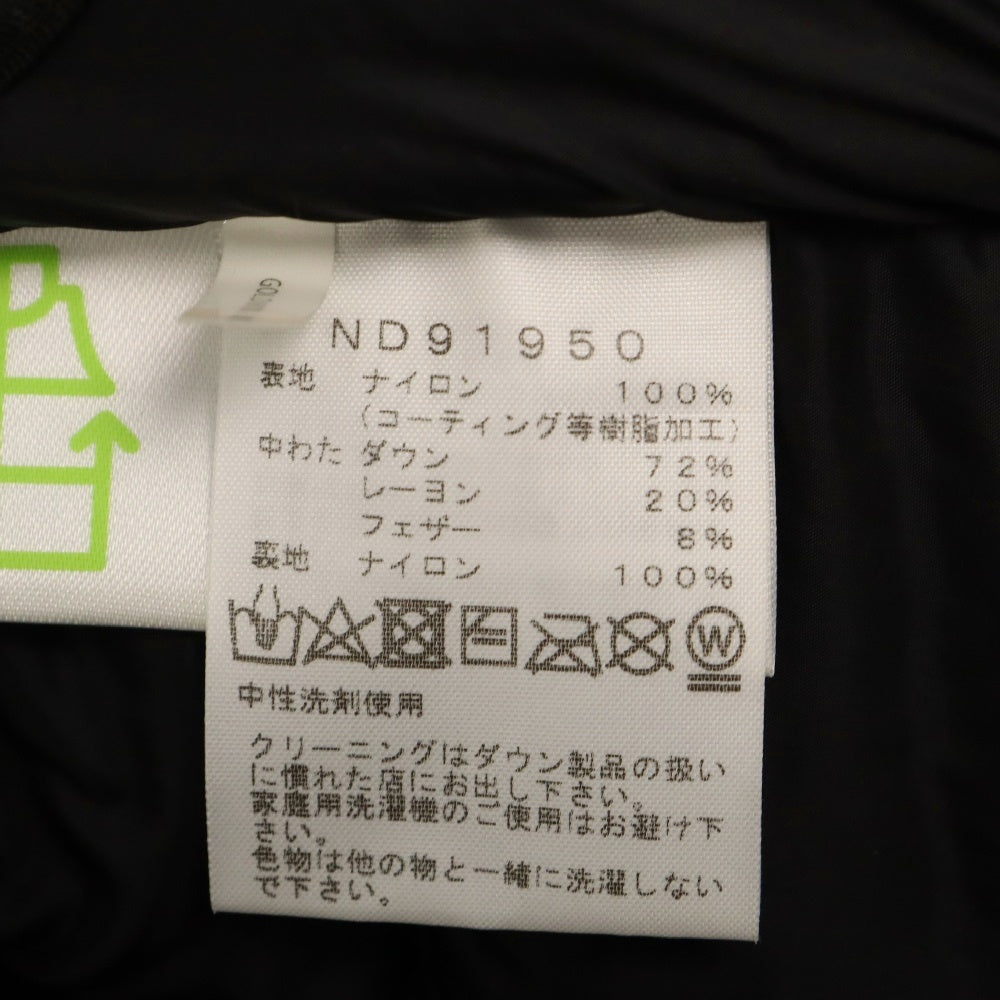 ND91950
表地 ナイロン 100%
(コーティング等樹脂加工)
中わた ダウン 72%
レーヨン 20%
フェザー 8%
裏地 ナイロン 100%
W
中性洗剤使用
クリーニングはダウン製品の扱い
に慣れた店にお出し下さい。
家庭用洗濯機のご使用はお避け下
さい。
色物は他の物と一緒に洗濯しない
で下さい。